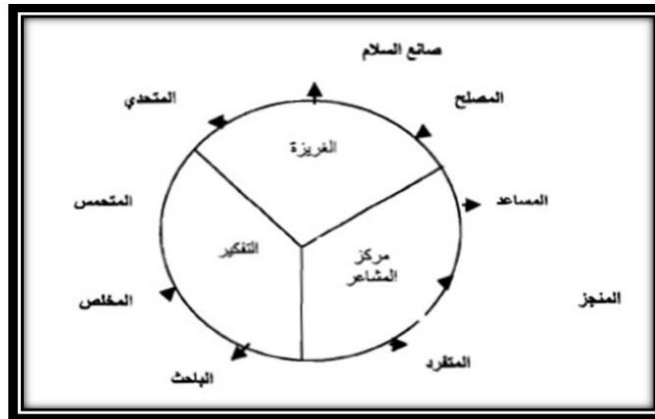 صانع السلام
المصلح
المتحدي
الغريزة
المساعد
المتحمس
مركز
المشاعر
التفكير
المنجز
المخلص
المتفرد
الباحث